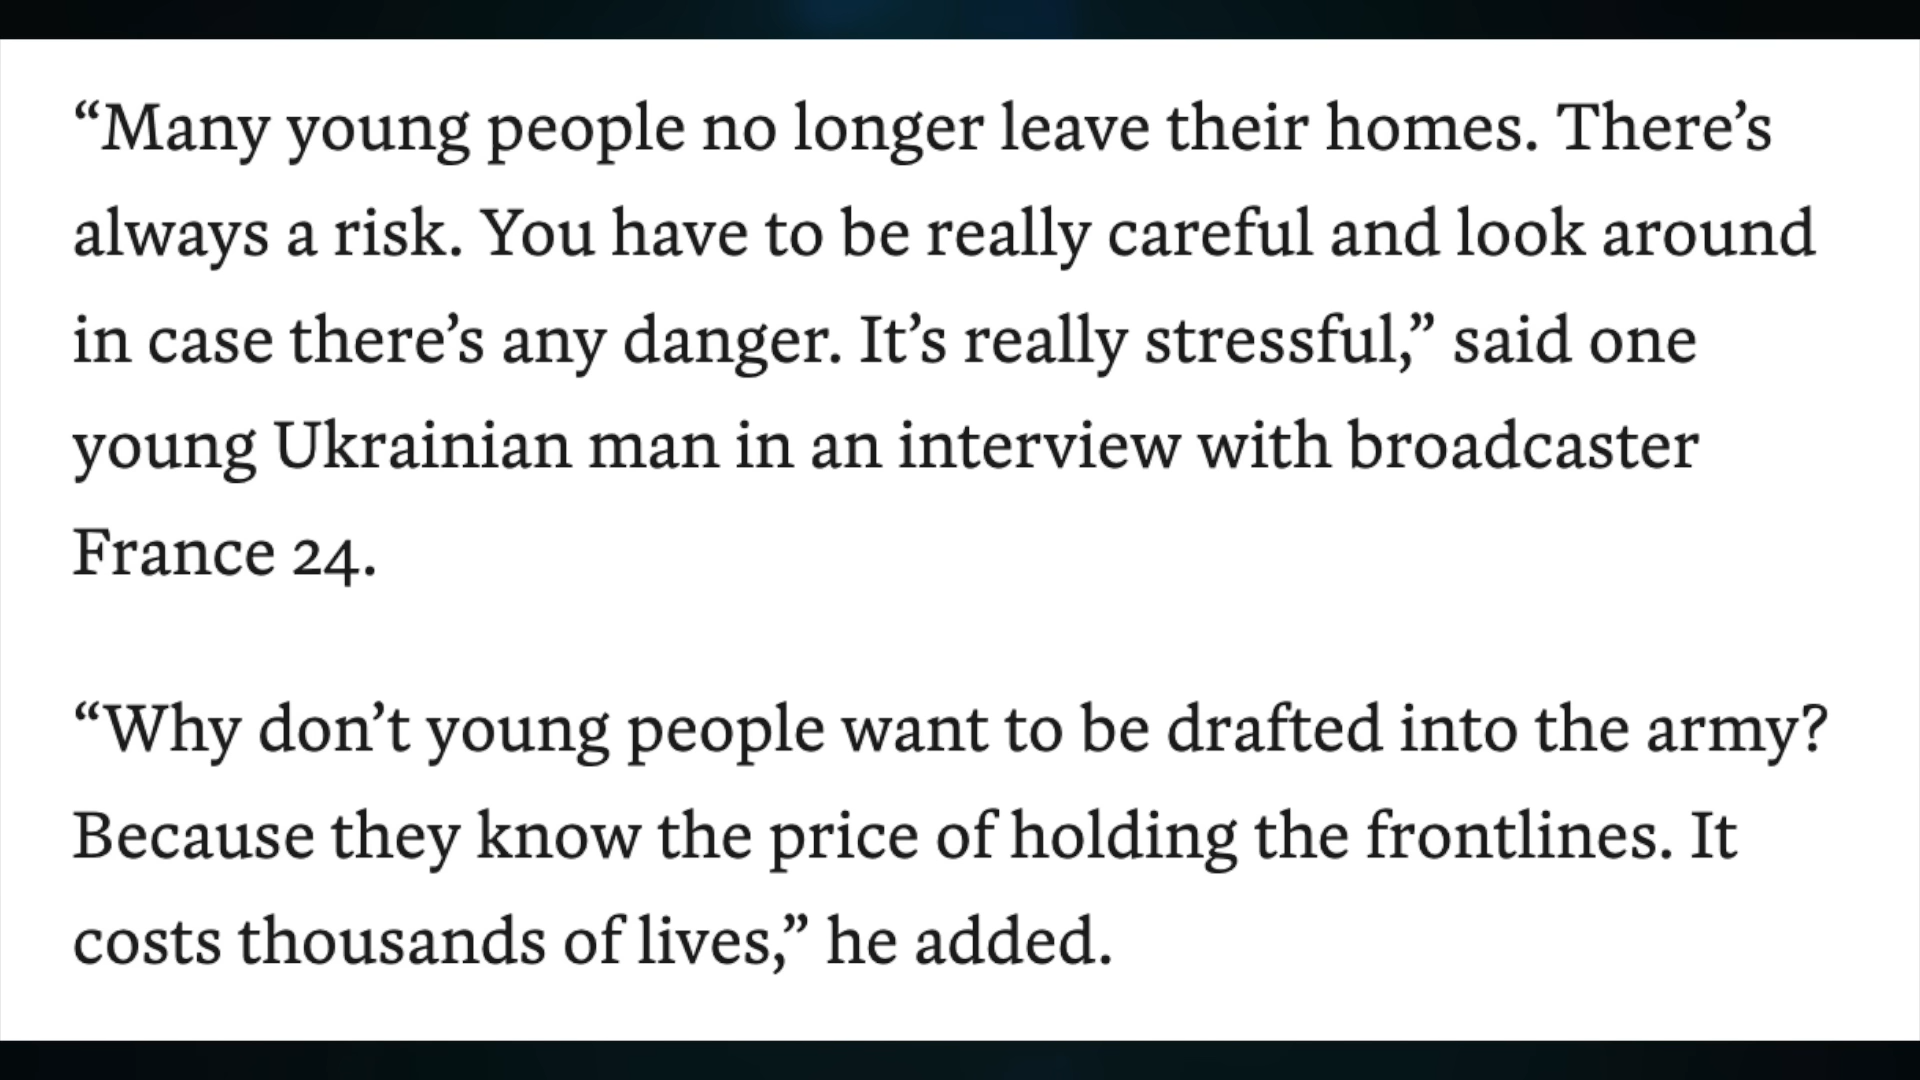 “Many young people no longer leave their homes. There’s
always a risk. You have to be really careful and look around
in case there’s any danger. It’s really stressful,” said one
young Ukrainian man in an interview with broadcaster
France 24.
“Why don’t young people want to be drafted into the army?
Because they know the price of holding the frontlines. It
costs thousands of lives,” he added.